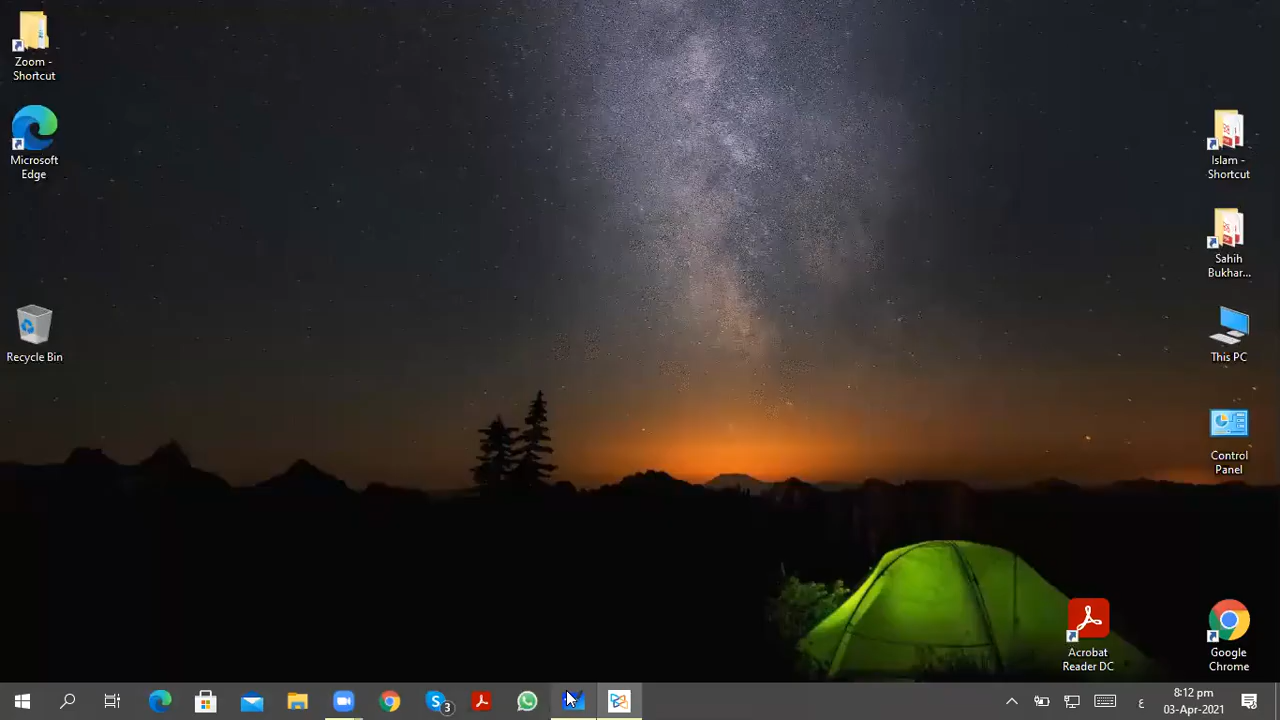 Zoom -
Shortcut
Microsoft
Edge
Recycle Bin
Islam -
Shortcut
Sahih
Bukhar...
This PC
Control
Panel
Acrobat
Reader DC
Google
Chrome
3
ع
8:12 pm
03-Apr-2021